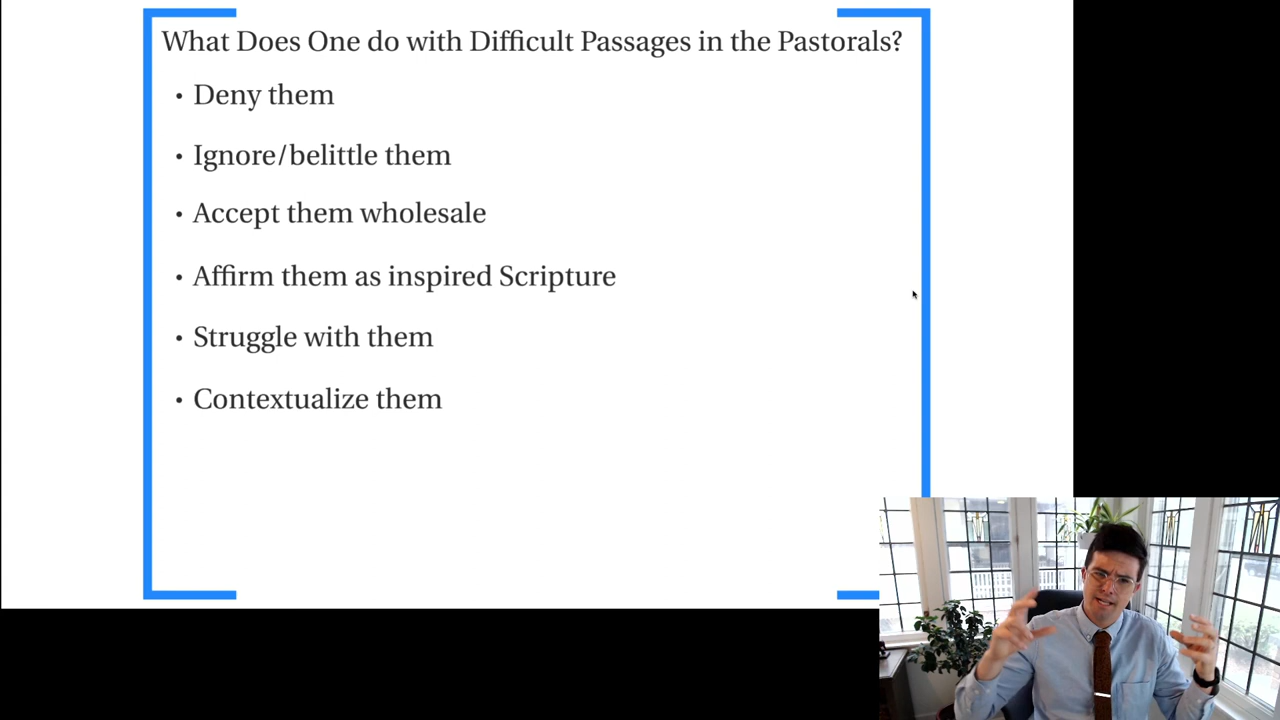 What Does One do with Difficult Passages in the Pastorals?
• Deny them
• Ignore/belittle them
• Accept them wholesale
• Affirm them as inspired Scripture
• Struggle with them
• Contextualize them